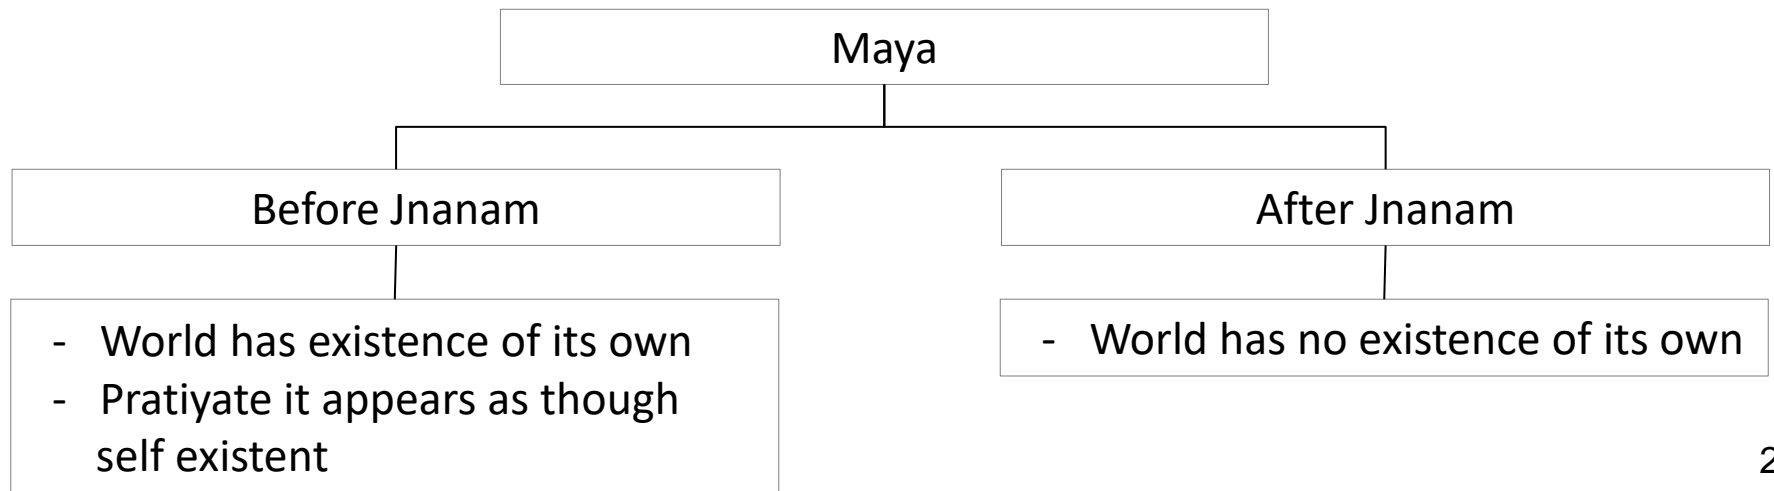 Maya
Before Jnanam
After Jnanam
- World has existence of its own
- Pratiyate it appears as though
self existent
- World has no existence of its own
2